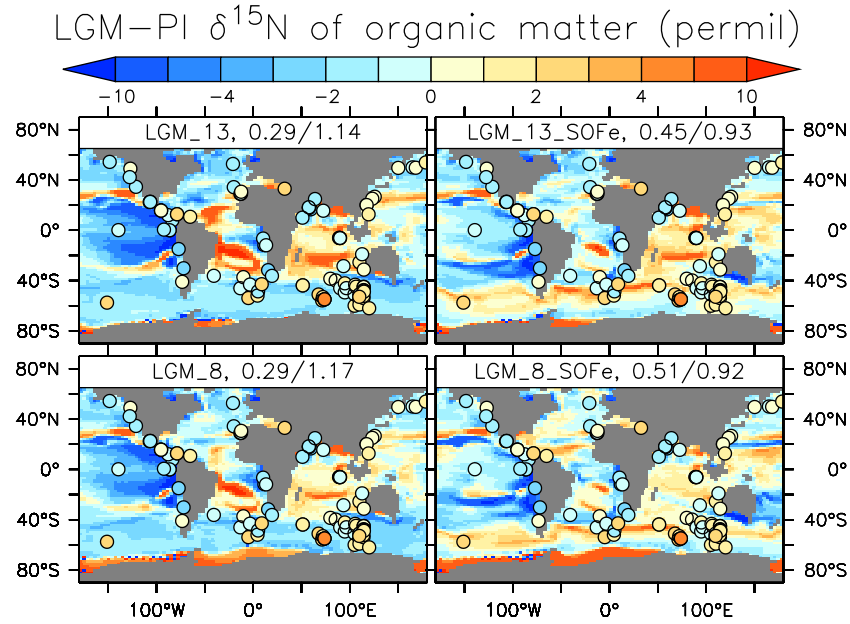 LGM−PI δ¹⁵N of organic matter (permil)
−10 −4 −2 0 2 4 10
LGM_13, 0.29/1.14
LGM_13_SOFe, 0.45/0.93
80°N 80°N
40°N 40°N
0° 0°
40°S 40°S
80°S 80°S
LGM_8, 0.29/1.17
LGM_8_SOFe, 0.51/0.92
80°N 80°N
40°N 40°N
0° 0°
40°S 40°S
80°S 80°S
100°W 0° 100°E 100°W 0° 100°E